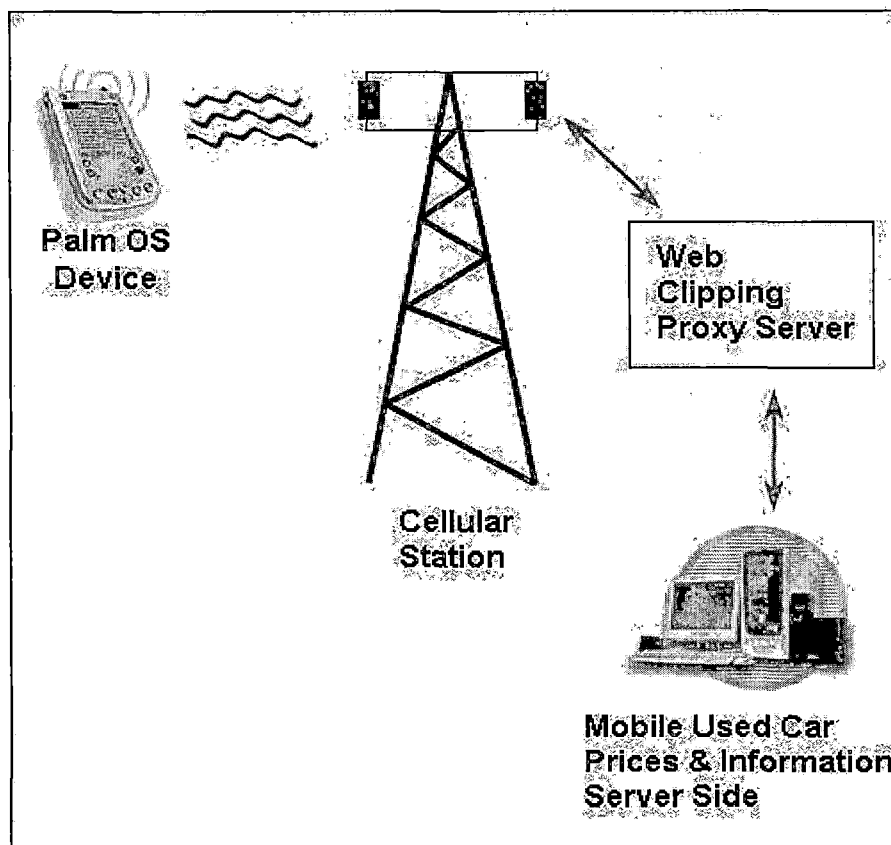 Palm OS
Device
Web
Clipping
Proxy Server
Cellular
Station
Mobile Used Car
Prices & Information
Server Side